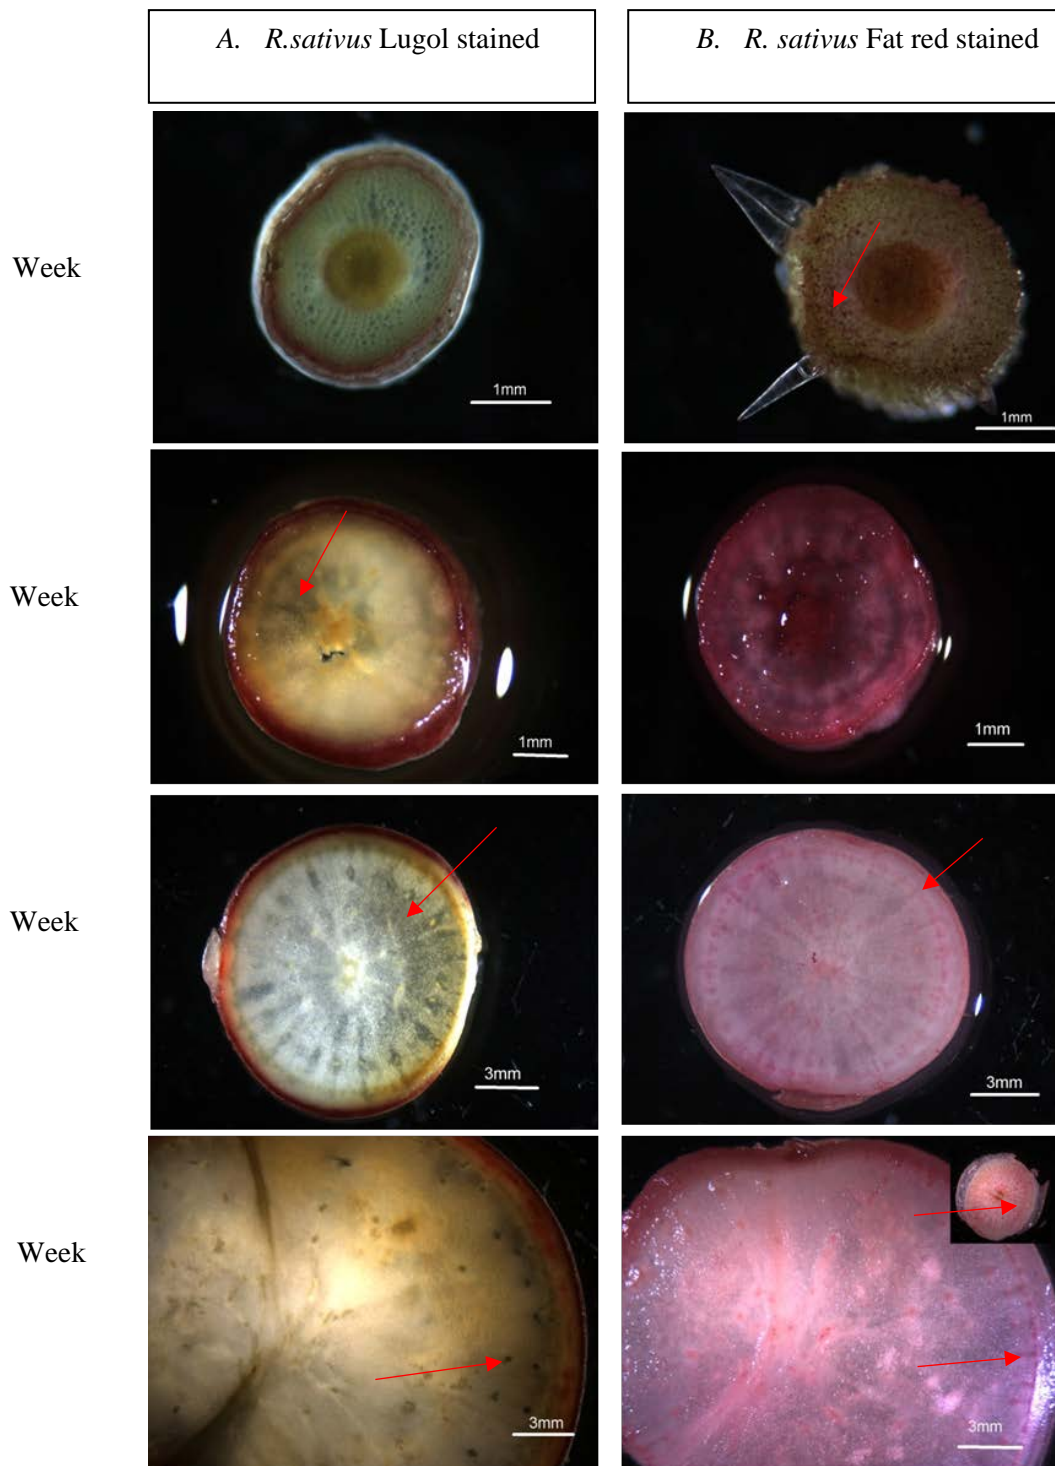 A. R.sativus Lugol stained
B. R. sativus Fat red stained
Week
1mm
1mm
Week
1mm
1mm
Week
3mm
3mm
Week
3mm
3mm